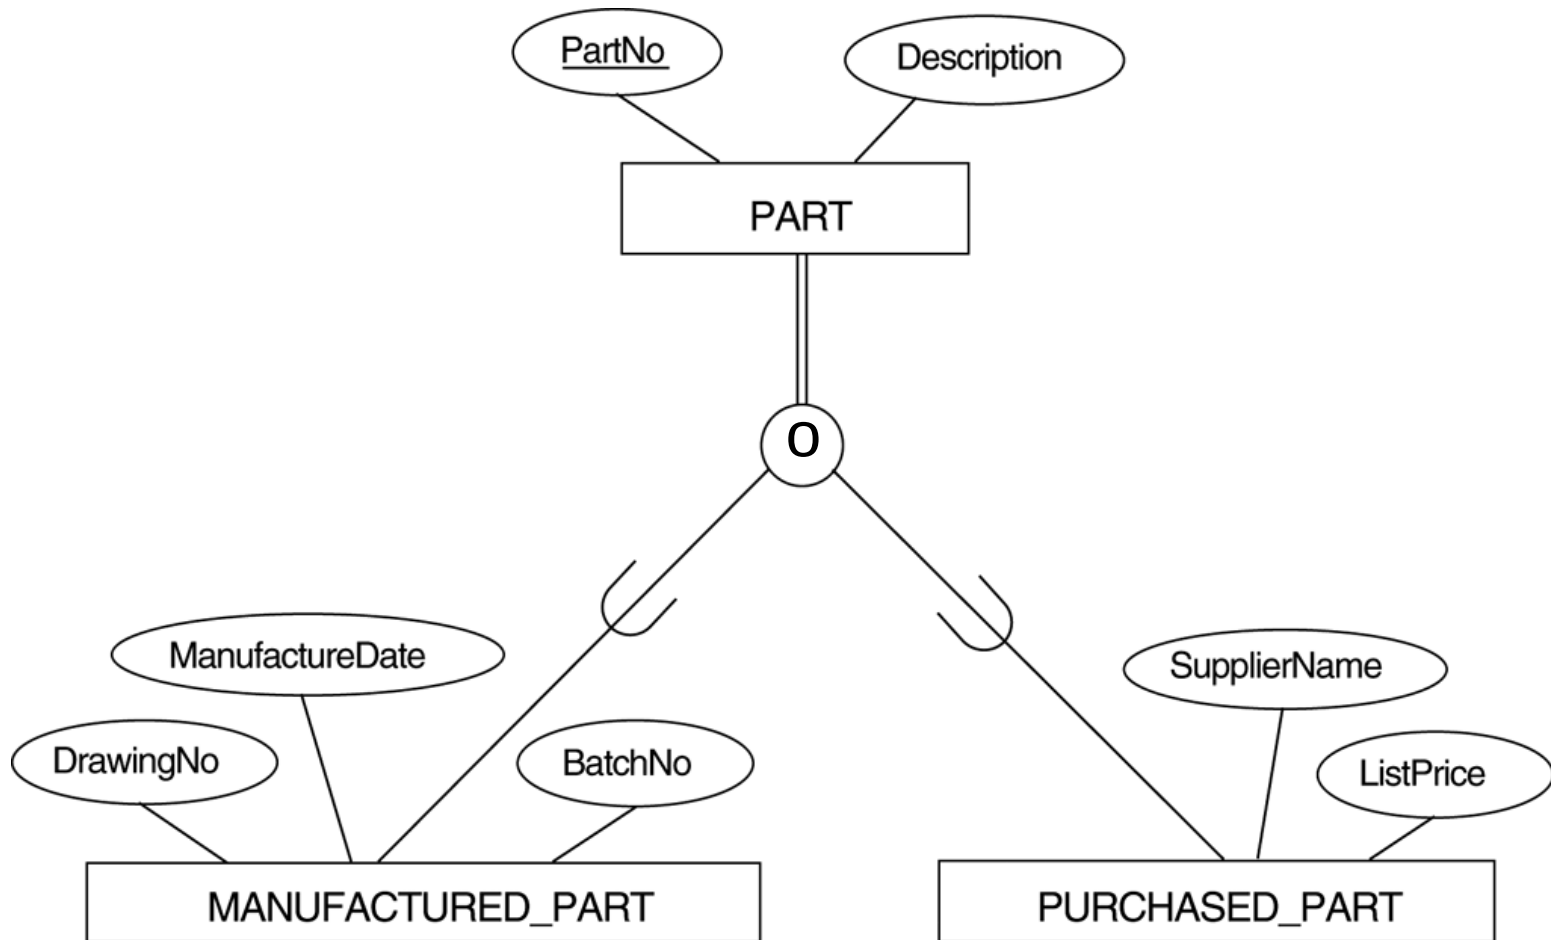 PartNo
Description
PART
o
ManufactureDate
SupplierName
DrawingNo
BatchNo
ListPrice
MANUFACTURED_PART
PURCHASED_PART